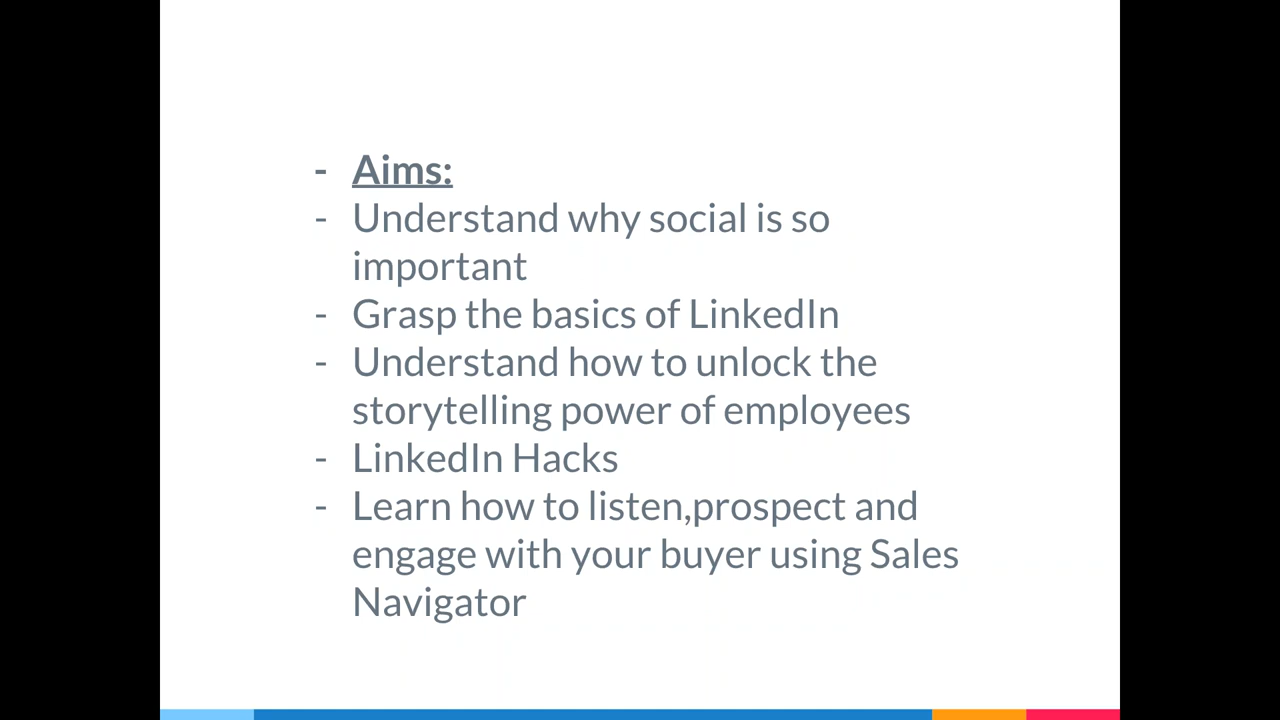 - Aims:
- Understand why social is so
important
- Grasp the basics of LinkedIn
- Understand how to unlock the
storytelling power of employees
- LinkedIn Hacks
- Learn how to listen,prospect and
engage with your buyer using Sales
Navigator